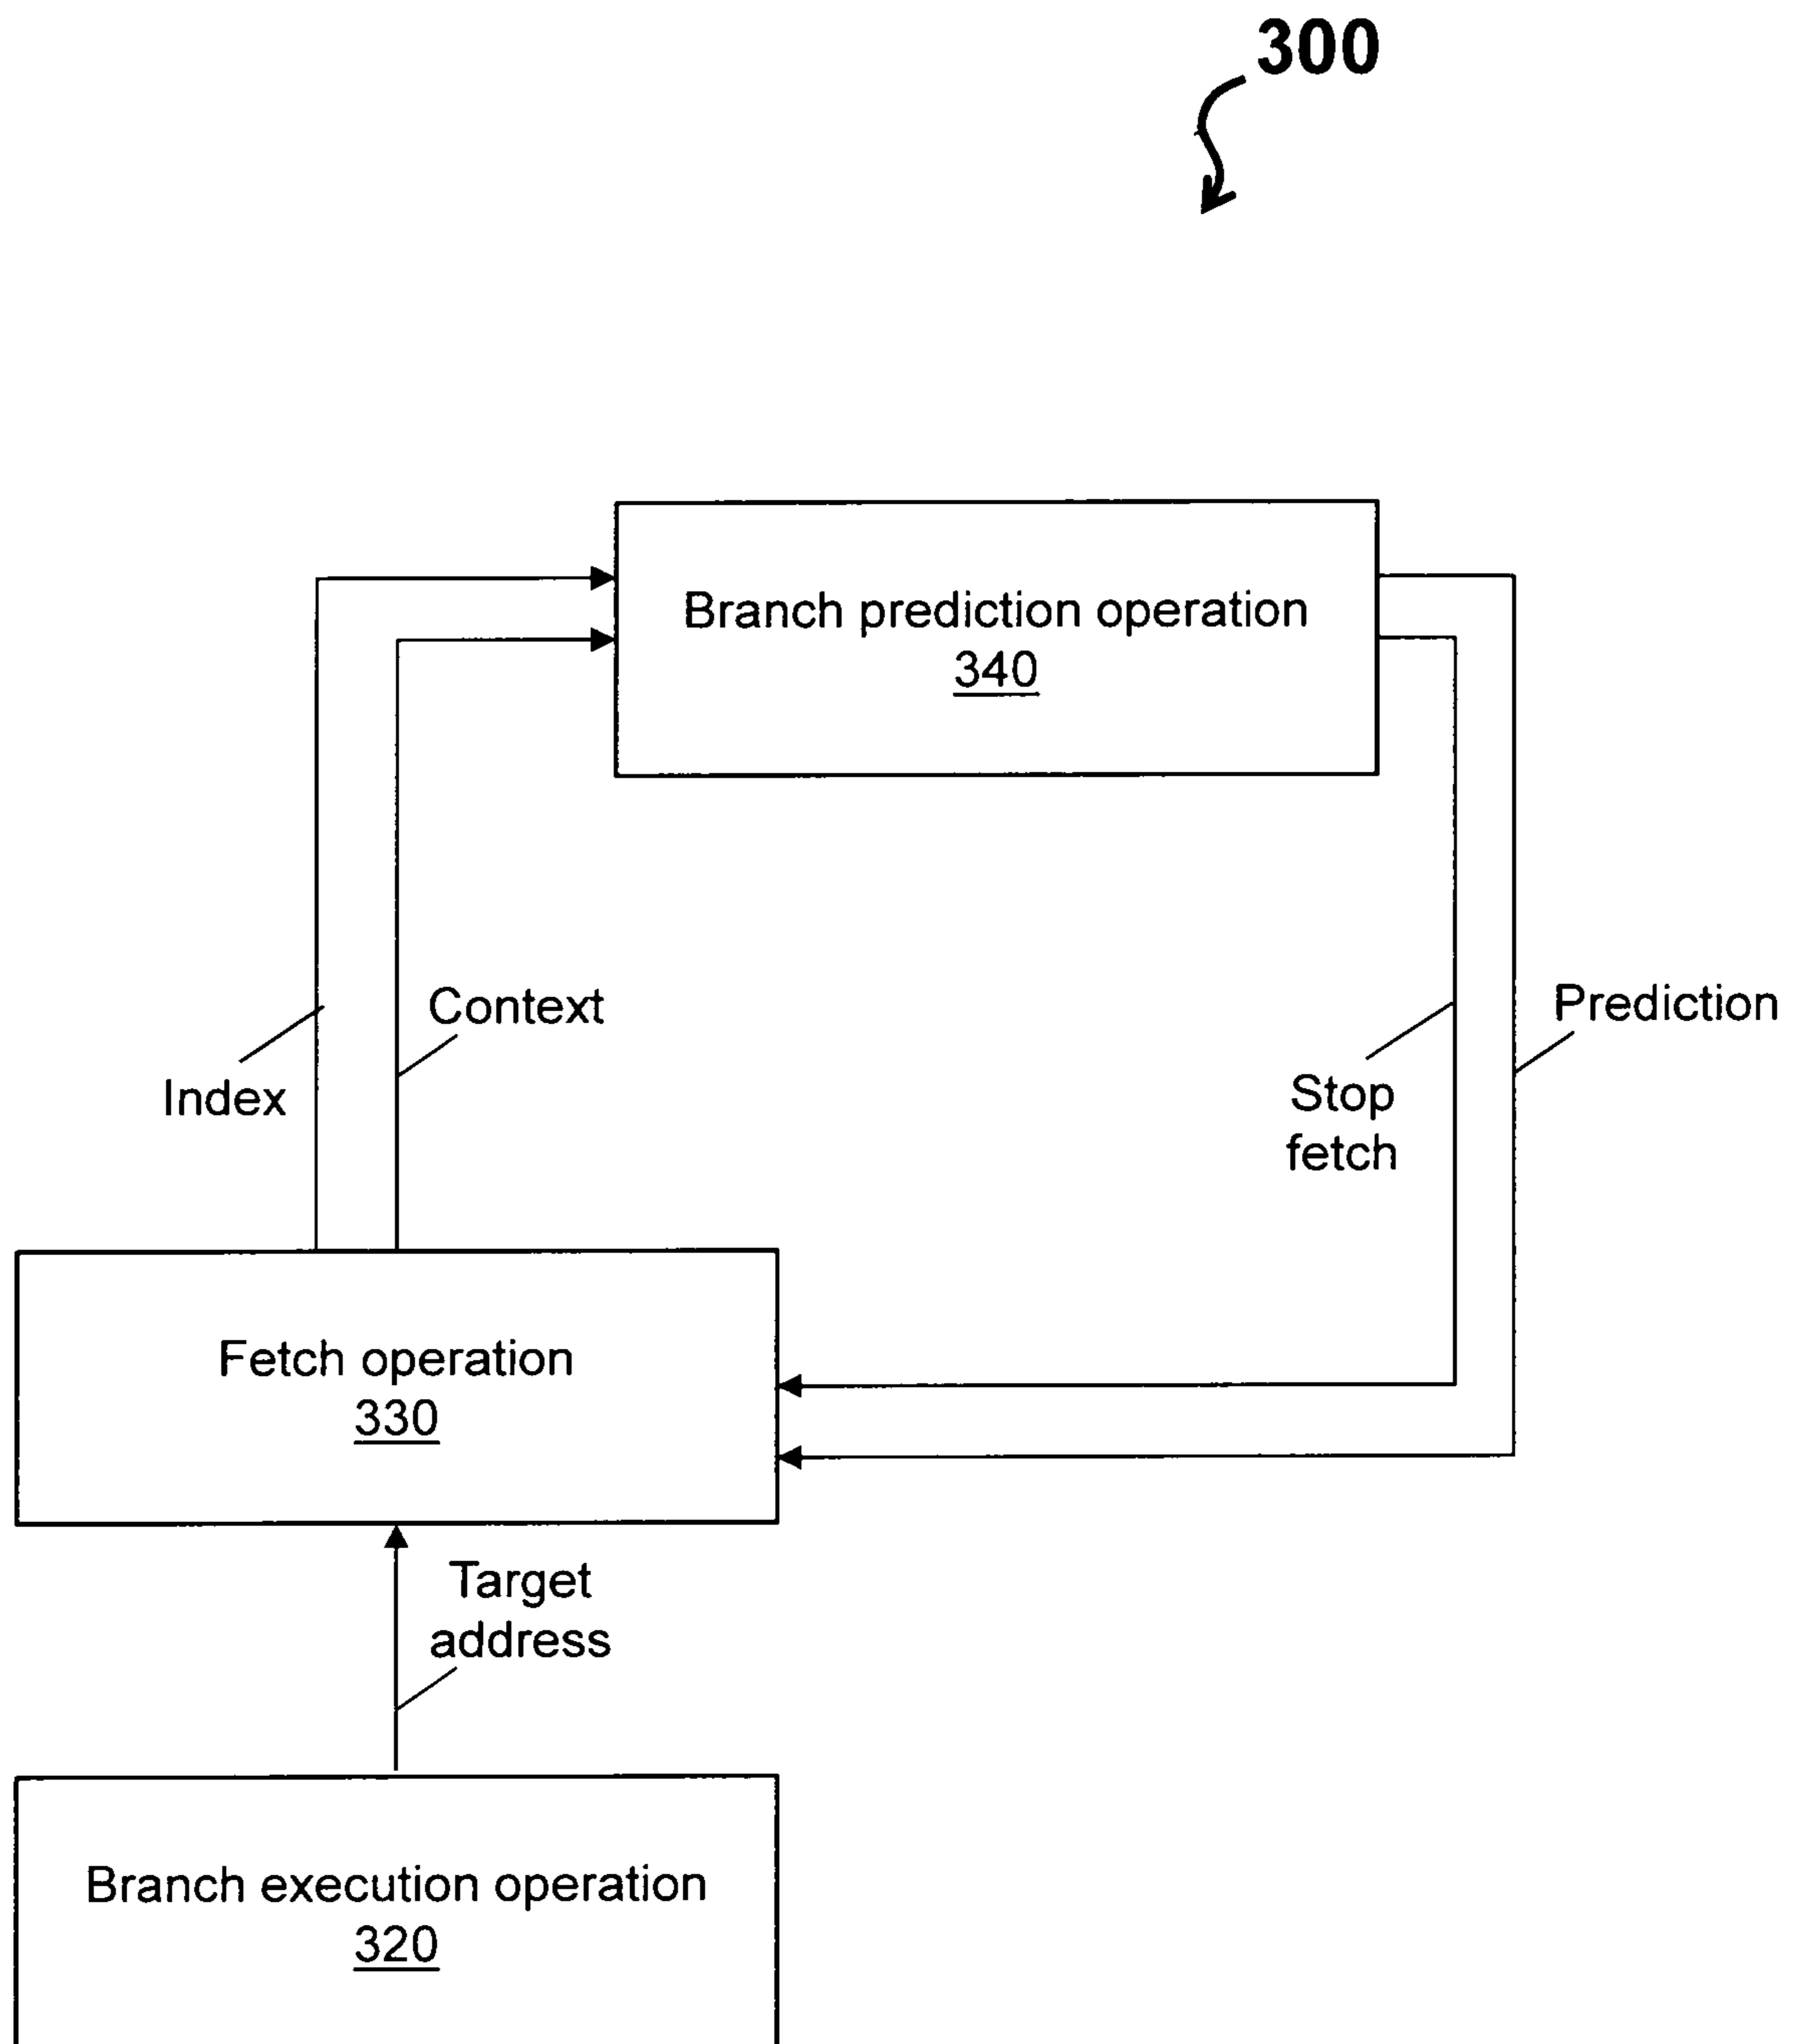 300
Branch prediction operation
340
Context
Index
Prediction
Stop
fetch
Fetch operation
330
Target
address
Branch execution operation
320